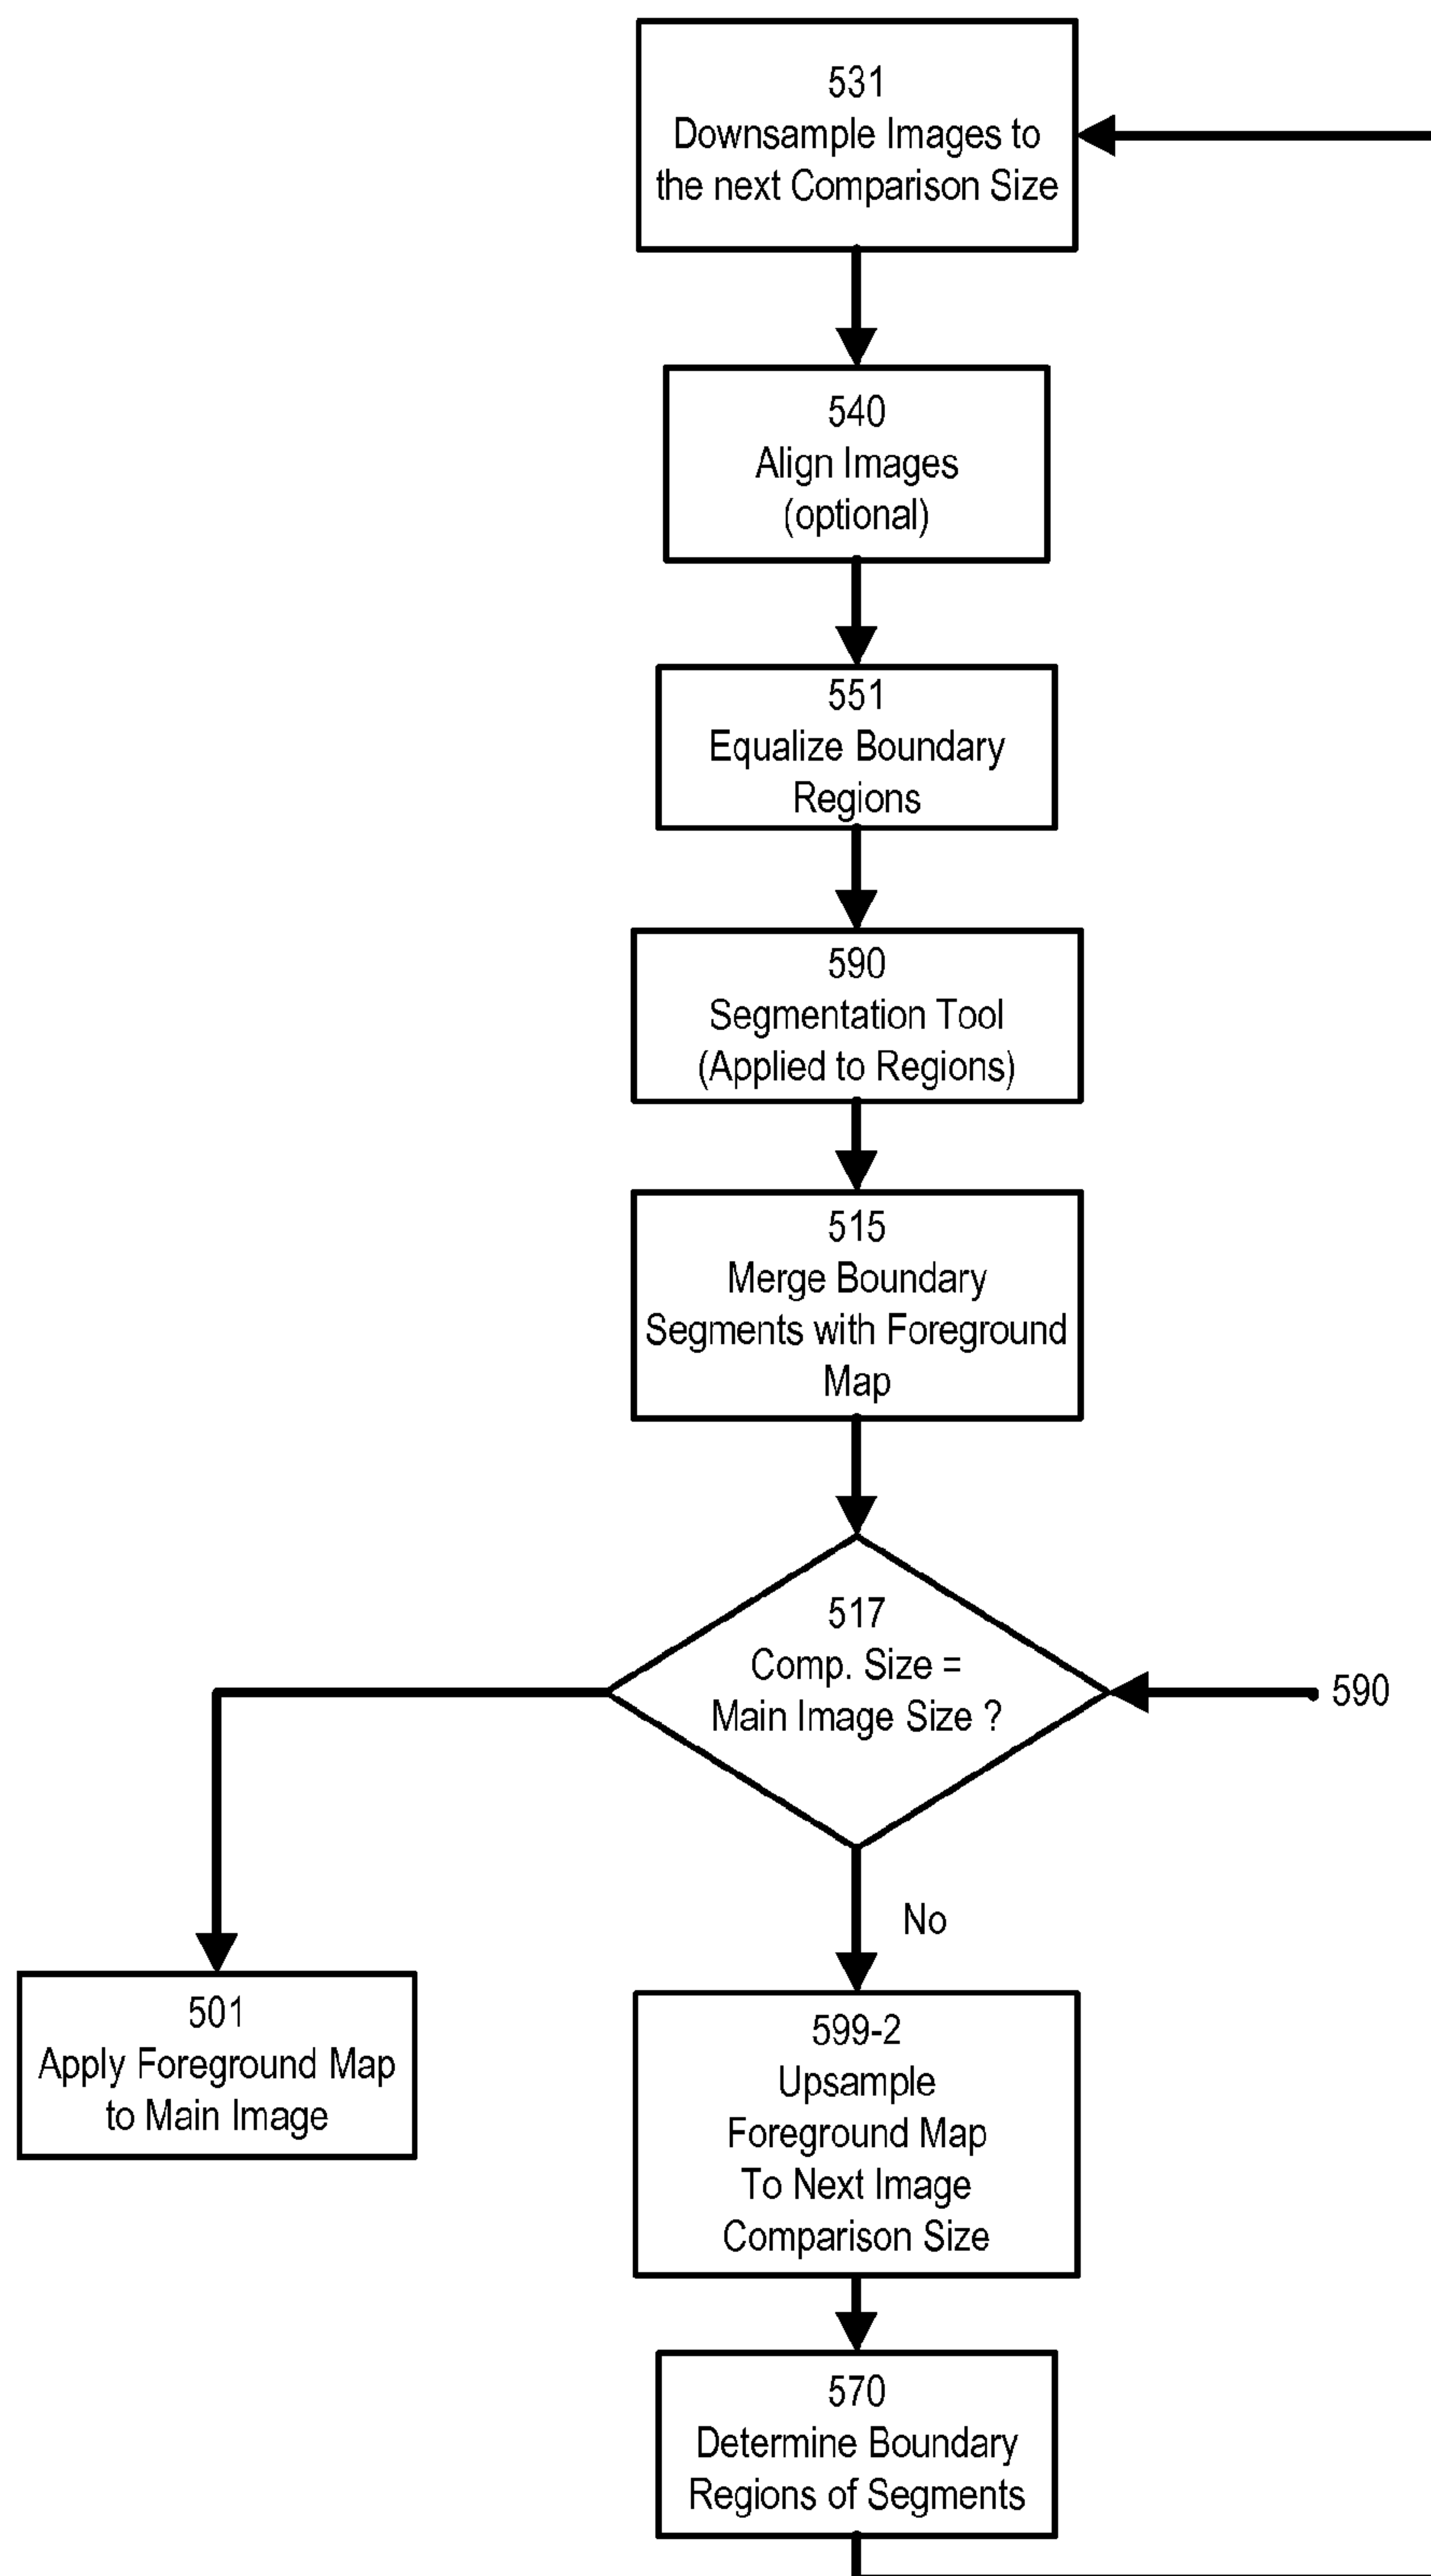 531
Downsample Images to
the next Comparison Size
540
Align Images
(optional)
551
Equalize Boundary
Regions
590
Segmentation Tool
(Applied to Regions)
515
Merge Boundary
Segments with Foreground
Map
517
Comp. Size =
Main Image Size ?
590
No
501
Apply Foreground Map
to Main Image
599-2
Upsample
Foreground Map
To Next Image
Comparison Size
570
Determine Boundary
Regions of Segments